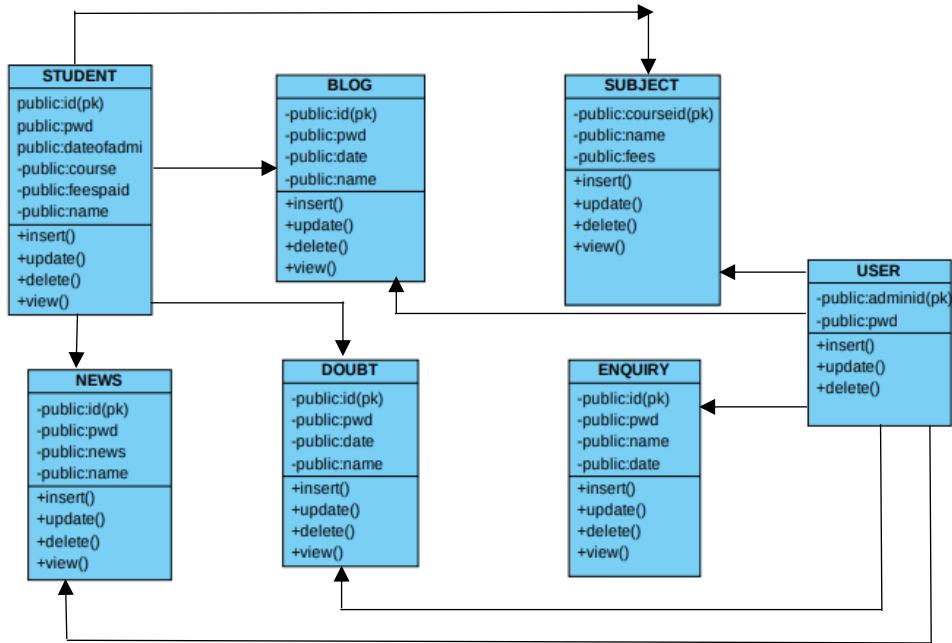 STUDENT
public:id(pk)
public:pwd
public:dateofadmi
-public:course
-public:feespaid
-public:name
+insert()
+update()
+delete()
+view()
BLOG
-public:id(pk)
-public:pwd
-public:date
-public:name
+insert()
+update()
+delete()
+view()
SUBJECT
-public:courseid(pk)
-public:name
-public:fees
+insert()
+update()
+delete()
+view()
USER
-public:adminid(pk)
-public:pwd
+insert()
+update()
+delete()
NEWS
-public:id(pk)
-public:pwd
-public:news
-public:name
+insert()
+update()
+delete()
+view()
DOUBT
-public:id(pk)
-public:pwd
-public:date
-public:name
+insert()
+update()
+delete()
+view()
ENQUIRY
-public:id(pk)
-public:pwd
-public:name
-public:date
+insert()
+update()
+delete()
+view()